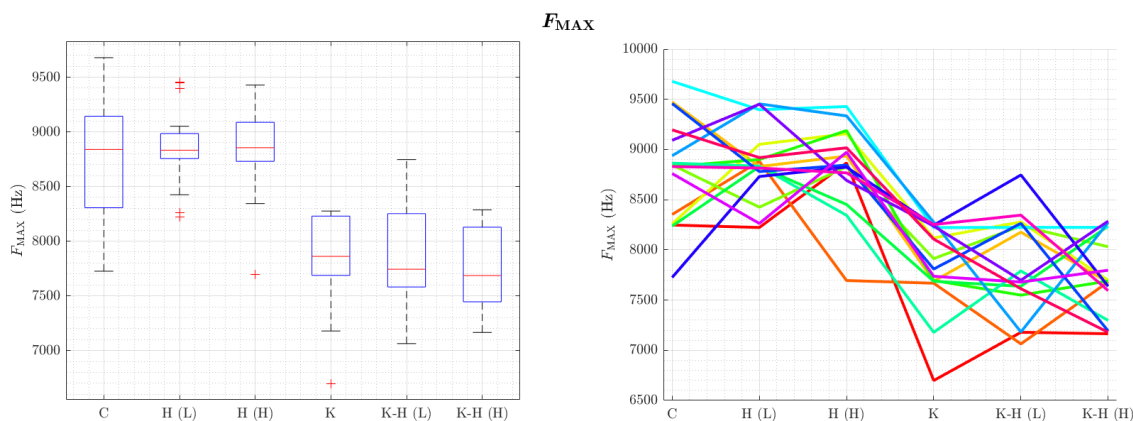 F_MAX
F_MAX (Hz)
9500
9000
8500
8000
7500
7000
C H (L) H (H) K K-H (L) K-H (H)
F_MAX (Hz)
10000
9500
9000
8500
8000
7500
7000
6500
C H (L) H (H) K K-H (L) K-H (H)